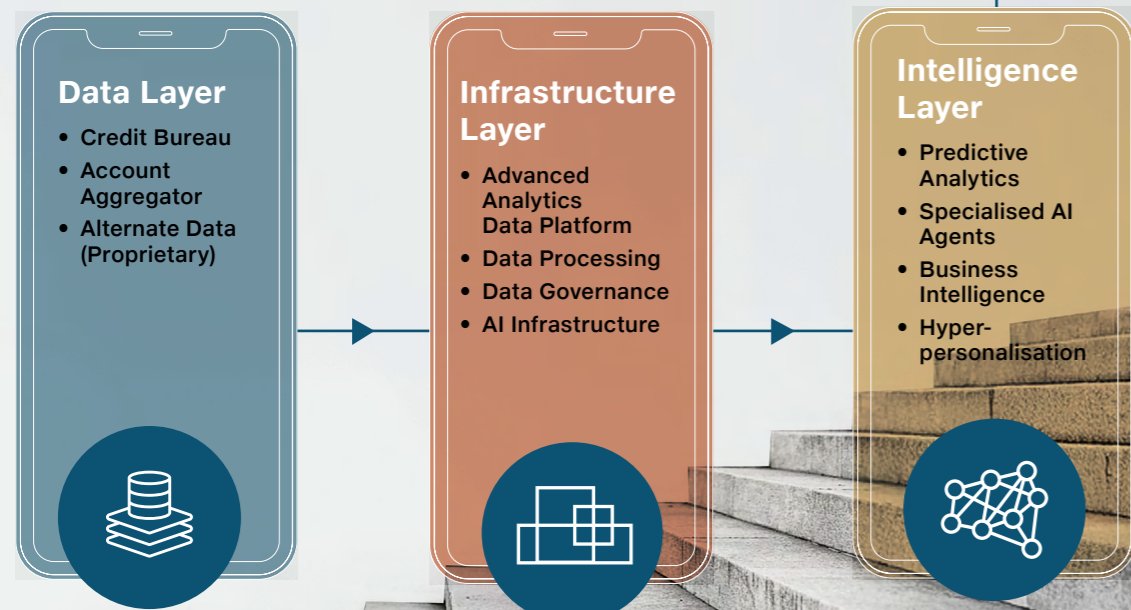 Data Layer
• Credit Bureau
• Account
Aggregator
• Alternate Data
(Proprietary)
Infrastructure
Layer
• Advanced
Analytics
Data Platform
• Data Processing
• Data Governance
• AI Infrastructure
Intelligence
Layer
• Predictive
Analytics
• Specialised AI
Agents
• Business
Intelligence
• Hyper-
personalisation